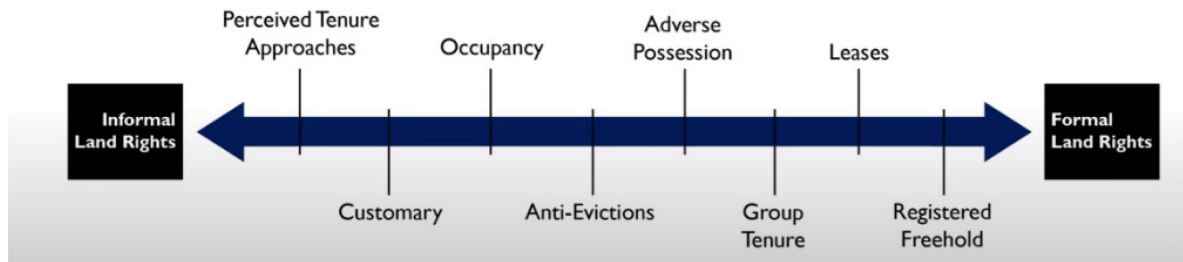 Perceived Tenure
Approaches
Occupancy
Adverse
Possession
Leases
Informal
Land Rights
Formal
Land Rights
Customary
Anti-Evictions
Group
Tenure
Registered
Freehold